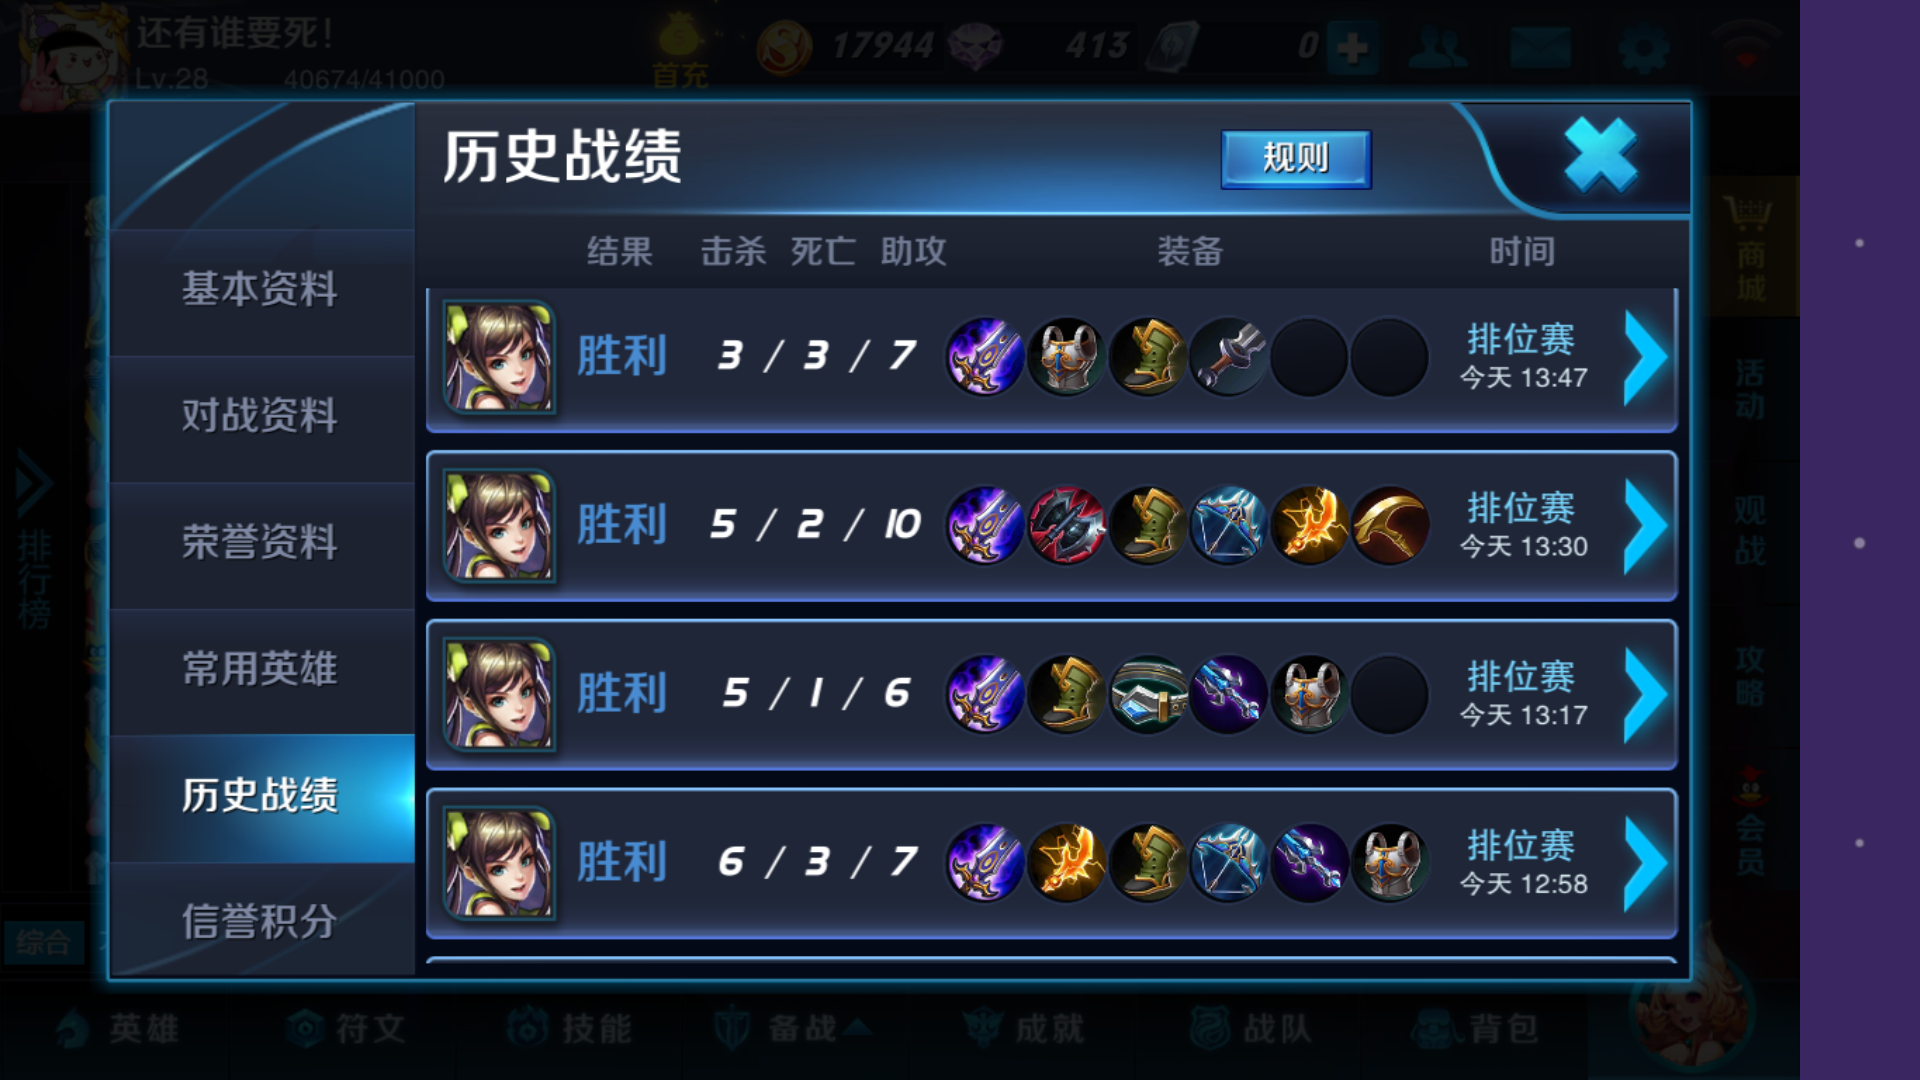 还有谁要死！
Lv.28 40674/41000
首充
17944
413
0
历史战绩
规则
结果 击杀 死亡 助攻 装备 时间
基本资料
对战资料
荣誉资料
常用英雄
历史战绩
信誉积分
胜利 3 / 3 / 7 排位赛
今天 13:47
胜利 5 / 2 / 10 排位赛
今天 13:30
胜利 5 / 1 / 6 排位赛
今天 13:17
胜利 6 / 3 / 7 排位赛
今天 12:58
排行榜
综合
商城
活动
观战
攻略
会员
英雄 符文 技能 备战 成就 战队 背包